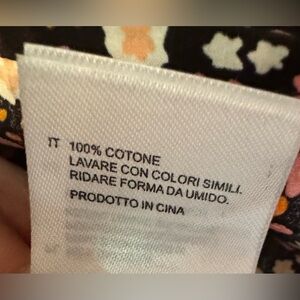 IT 100% COTONE
LAVARE CON COLORI SIMILI.
RIDARE FORMA DA UMIDO.
PRODOTTO IN CINA